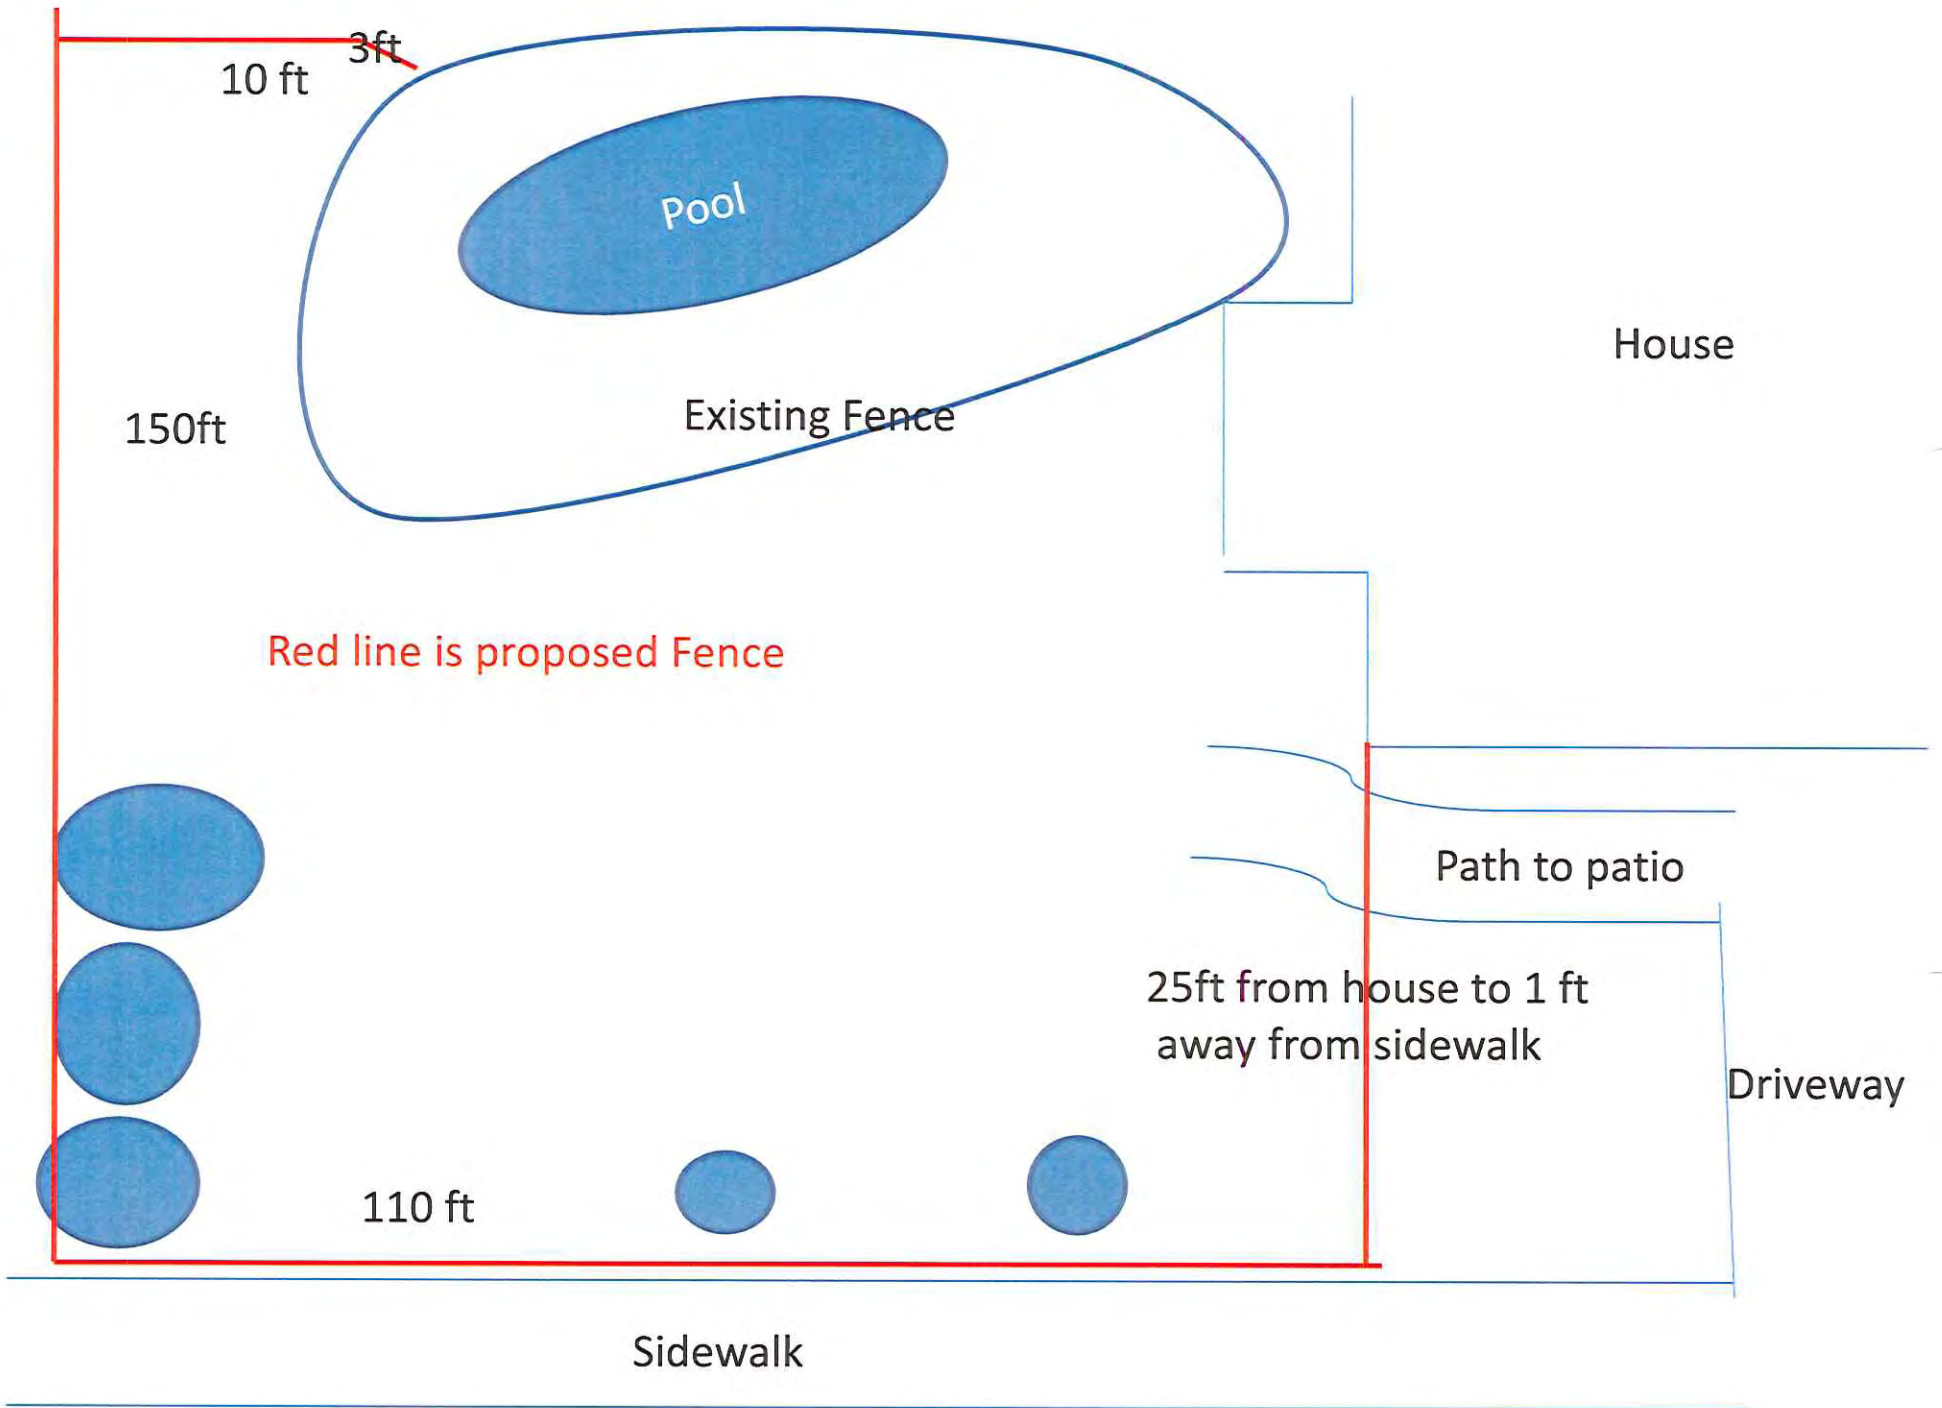 3ft
10 ft
Pool
House
Existing Fence
150ft
Red line is proposed Fence
Path to patio
25ft from house to 1 ft
away from sidewalk
Driveway
110 ft
Sidewalk